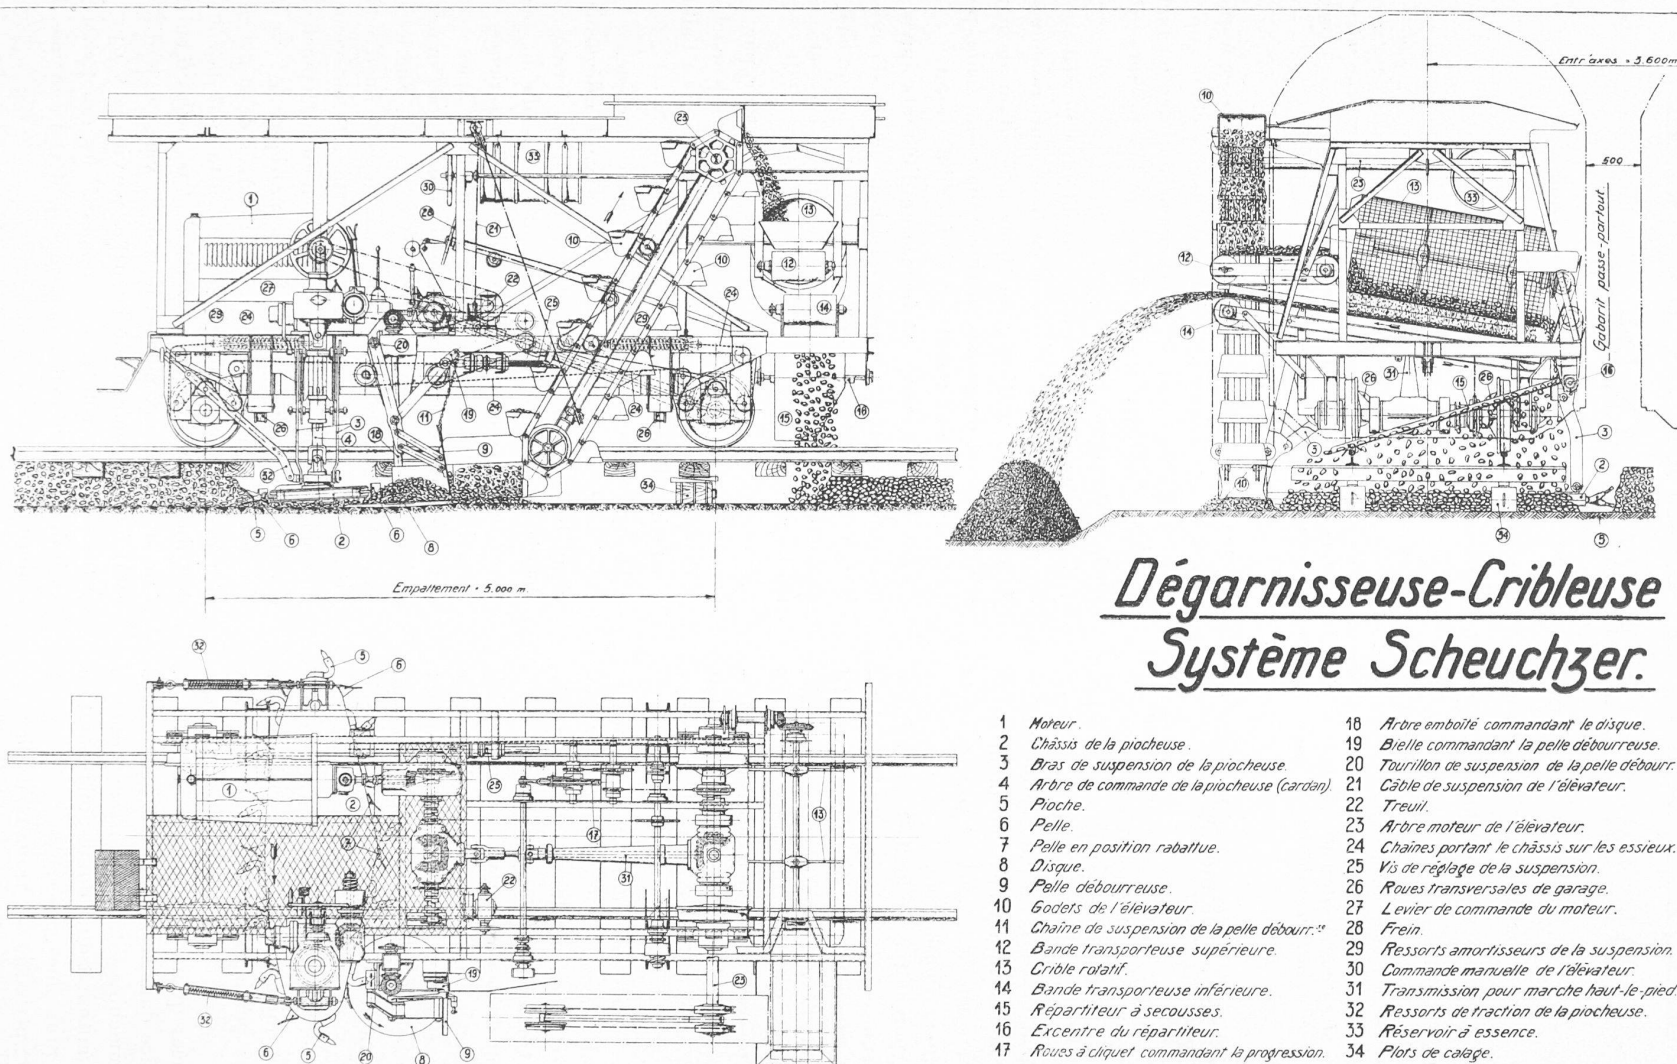 Entr'axes = 3.600m
500
Gabarit passe-partout
Empattement = 5.000 m
Dégarnisseuse-Cribleuse
Système Scheuchzer.
1 Moteur.
2 Châssis de la piocheuse.
3 Bras de suspension de la piocheuse.
4 Arbre de commande de la piocheuse (cardan)
5 Pioche.
6 Pelle.
7 Pelle en position rabattue.
8 Disque.
9 Pelle débourreuse.
10 Godets de l'élévateur.
11 Chaîne de suspension de la pelle débourr.se
12 Bande transporteuse supérieure.
13 Crible rotatif.
14 Bande transporteuse inférieure.
15 Répartiteur à secousses.
16 Excentre du répartiteur.
17 Roues à cliquet commandant la progression.
18 Arbre emboîté commandant le disque.
19 Bielle commandant la pelle débourreuse.
20 Tourillon de suspension de la pelle débourr.
21 Câble de suspension de l'élévateur.
22 Treuil.
23 Arbre moteur de l'élévateur.
24 Chaînes portant le châssis sur les essieux.
25 Vis de réglage de la suspension.
26 Roues transversales de garage.
27 Levier de commande du moteur.
28 Frein.
29 Ressorts amortisseurs de la suspension.
30 Commande manuelle de l'élévateur.
31 Transmission pour marche haut-le-pied.
32 Ressorts de traction de la piocheuse.
33 Réservoir à essence.
34 Plots de calage.